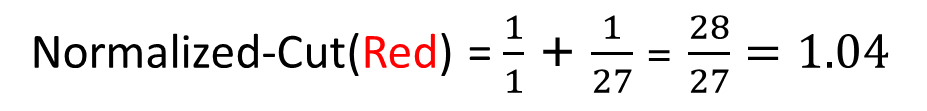 Normalized-Cut(Red) = 1/1 + 1/27 = 28/27 = 1.04